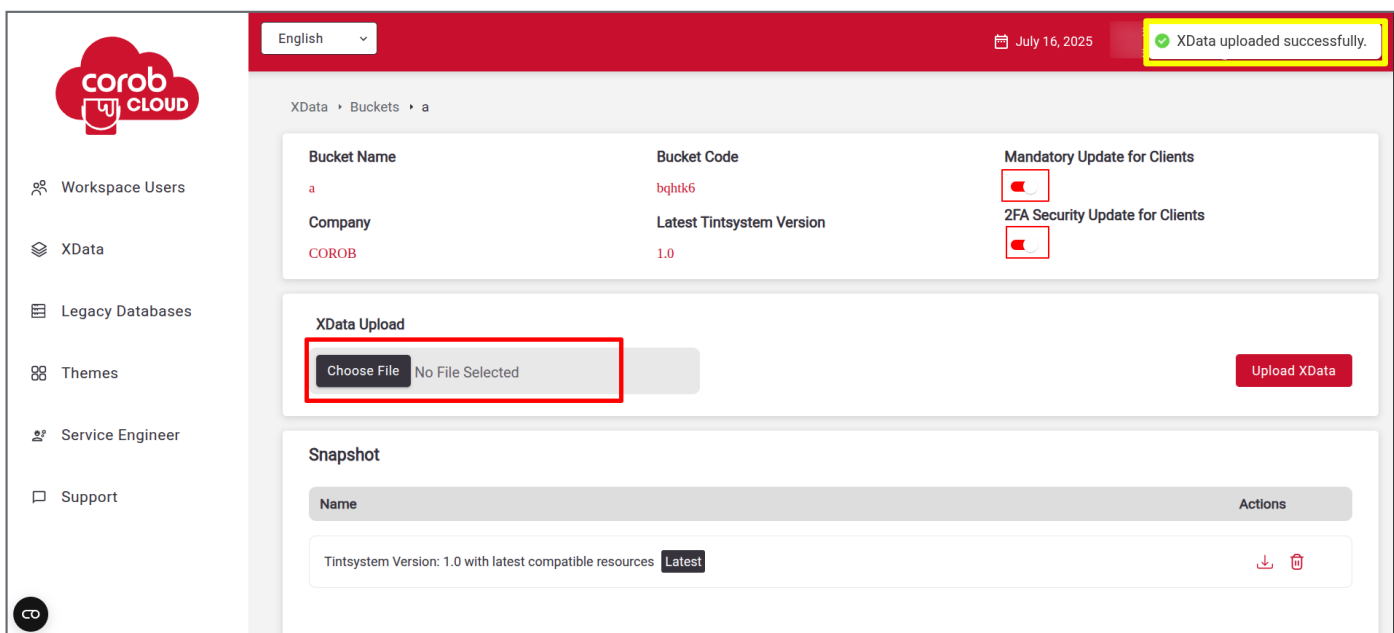 corob
CLOUD
English
July 16, 2025
XData uploaded successfully.
Workspace Users
XData
Legacy Databases
Themes
Service Engineer
Support
XData Buckets a
Bucket Name
a
Bucket Code
bqhtk6
Mandatory Update for Clients
Company
COROB
Latest Tintsystem Version
1.0
2FA Security Update for Clients
XData Upload
Choose File No File Selected
Upload XData
Snapshot
Name Actions
Tintsystem Version: 1.0 with latest compatible resources Latest